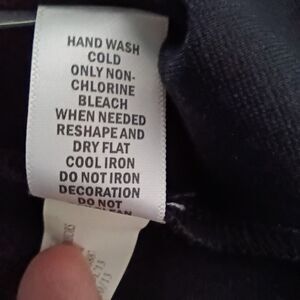 HAND WASH
COLD
ONLY NON-
CHLORINE
BLEACH
WHEN NEEDED
RESHAPE AND
DRY FLAT
COOL IRON
DO NOT IRON
DECORATION
DO NOT